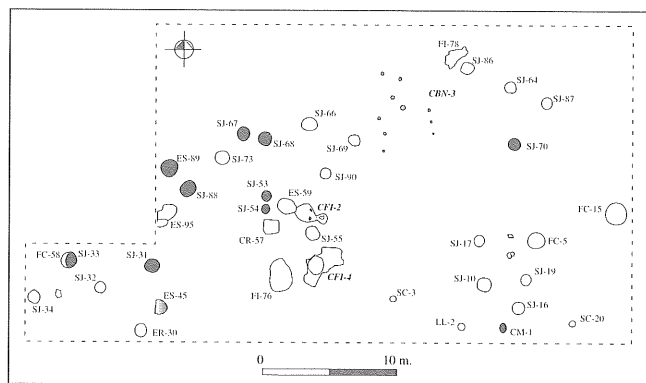 FI-78
SJ-86
SJ-64
CBN-3
SJ-87
SJ-66
SJ-67
SJ-68
SJ-69
SJ-70
SJ-73
ES-89
SJ-90
SJ-88
SJ-53
ES-59
CFI-2
SJ-54
ES-95
CR-57
SJ-55
FC-15
SJ-17
FC-5
FC-58
SJ-33
SJ-31
SJ-32
CFI-4
FI-76
SJ-10
SJ-19
SJ-34
ES-45
SC-3
SJ-16
ER-30
LL-2
CM-1
SC-20
0 10 m.